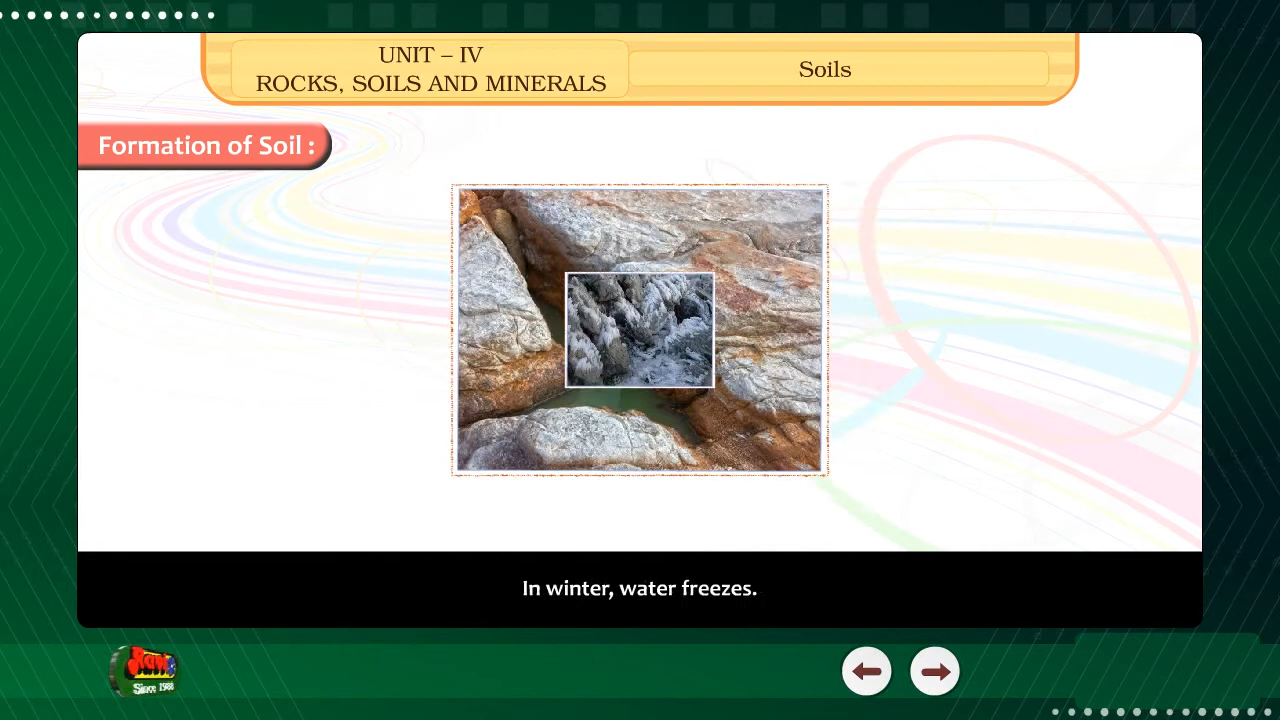 UNIT – IV
ROCKS, SOILS AND MINERALS
Soils
Formation of Soil :
In winter, water freezes.
Since 1988